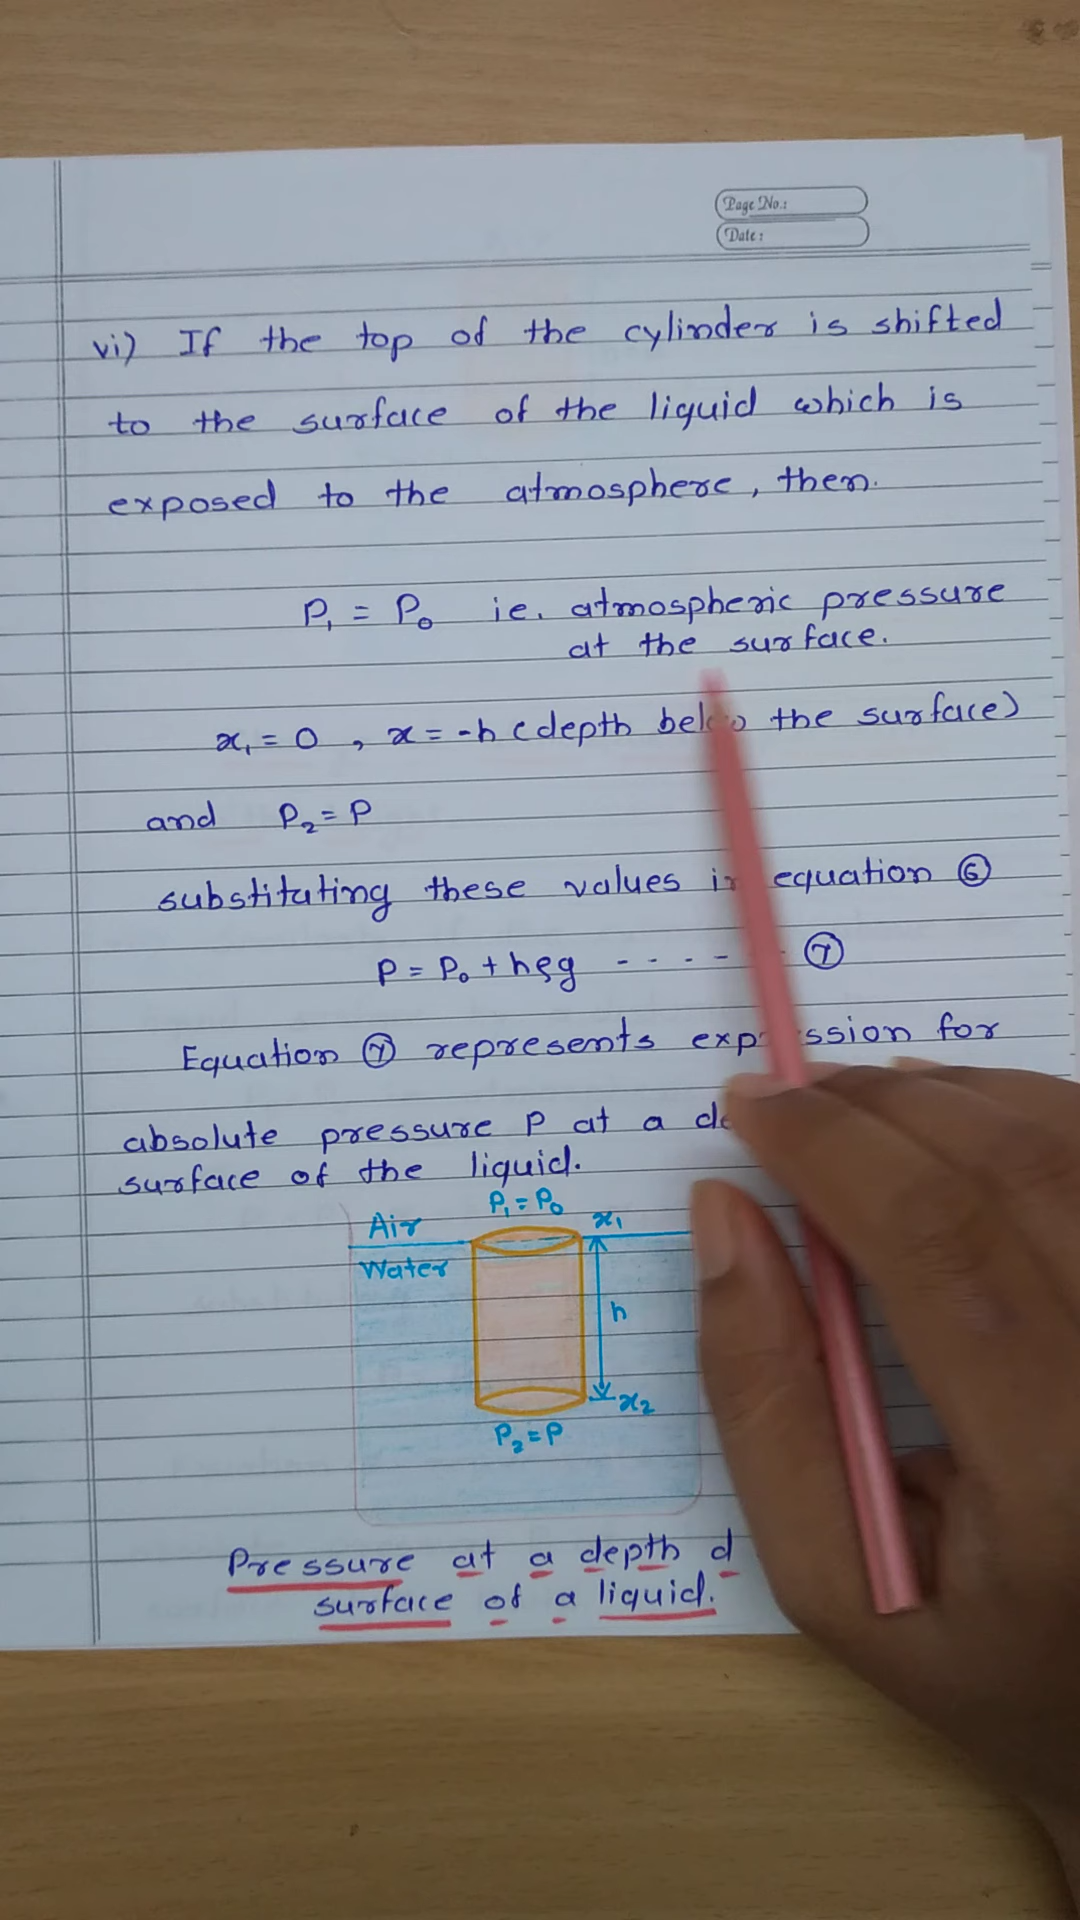 Page No.:
Date:
vi) If the top of the cylinder is shifted
to the surface of the liquid which is
exposed to the atmosphere, then.
P₁ = P₀ ie. atmospheric pressure
at the surface.
x₁ = 0 , x = -h (depth below the surface)
and P₂ = P
substituting these values in equation ⑥
P = P₀ + hρg - - - - - ⑦
Equation ⑦ represents expression for
absolute pressure P at a
surface of the liquid.
P₁ = P₀
Air x₁
Water
h
x₂
P₂ = P
Pressure at a depth d
surface of a liquid.